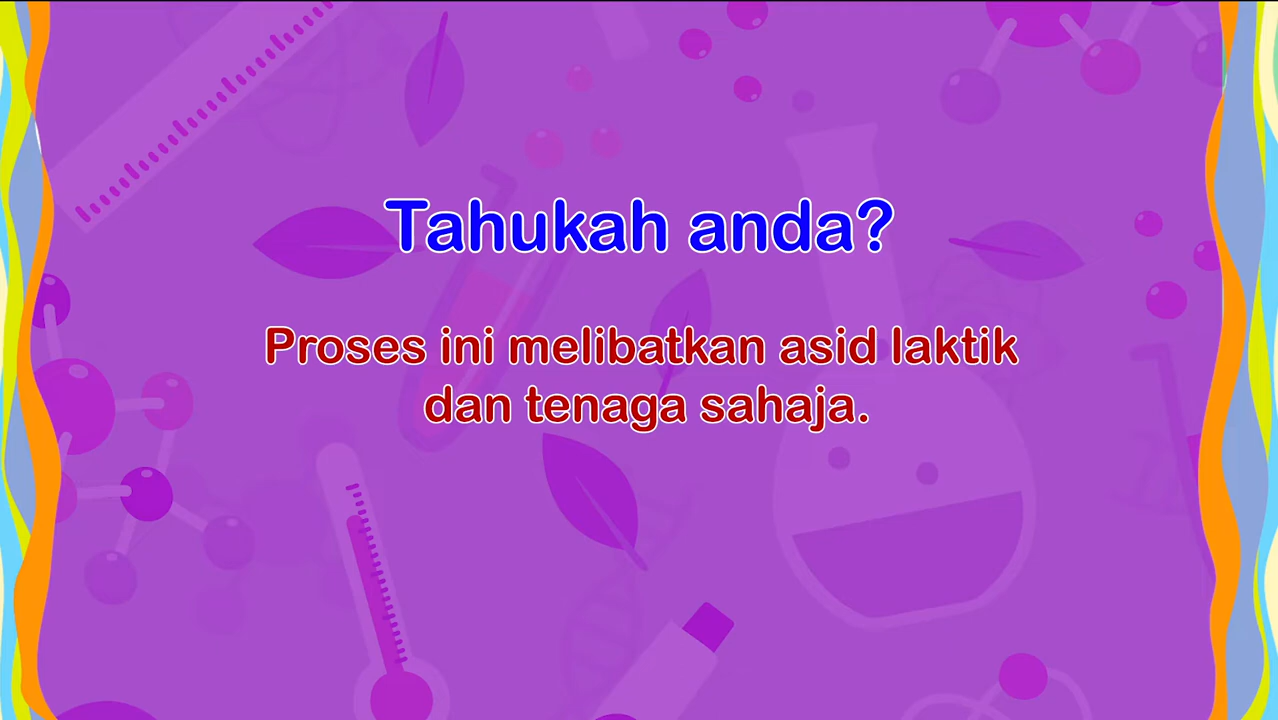 Tahukah anda?
Proses ini melibatkan asid laktik
dan tenaga sahaja.